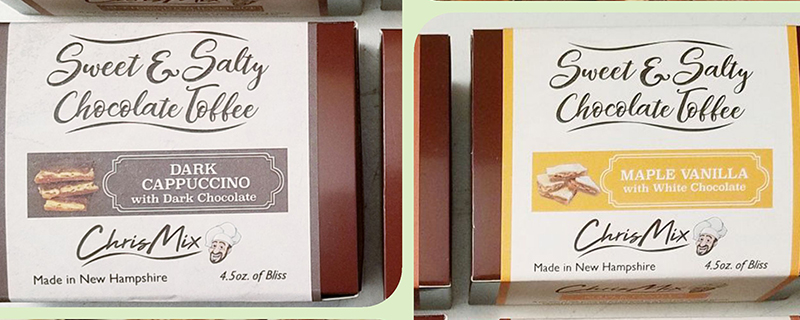 Sweet & Salty
Chocolate Toffee
DARK
CAPPUCCINO
with Dark Chocolate
ChrisMix
Made in New Hampshire
4.5oz. of Bliss
Sweet & Salty
Chocolate Toffee
MAPLE VANILLA
with White Chocolate
ChrisMix
Made in New Hampshire
4.5oz. of Bliss
ChrisMix